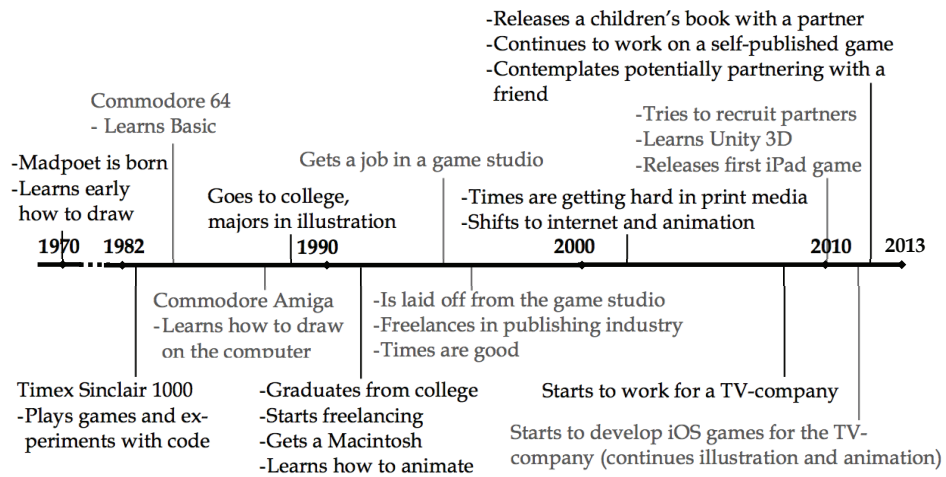 -Releases a children's book with a partner
-Continues to work on a self-published game
-Contemplates potentially partnering with a
friend
Commodore 64
- Learns Basic
-Tries to recruit partners
-Learns Unity 3D
-Releases first iPad game
-Madpoet is born
-Learns early
how to draw
Gets a job in a game studio
Goes to college,
majors in illustration
-Times are getting hard in print media
-Shifts to internet and animation
1970 1982 1990 2000 2010 2013
Commodore Amiga
-Learns how to draw
on the computer
-Is laid off from the game studio
-Freelances in publishing industry
-Times are good
Timex Sinclair 1000
-Plays games and ex-
periments with code
-Graduates from college
-Starts freelancing
-Gets a Macintosh
-Learns how to animate
Starts to work for a TV-company
Starts to develop iOS games for the TV-
company (continues illustration and animation)